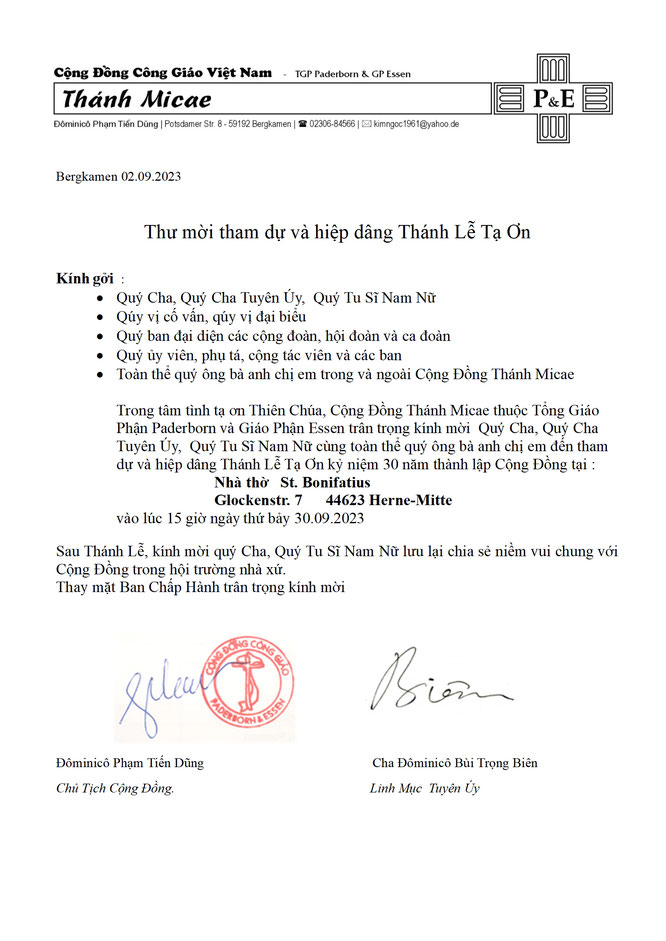 Cộng Đồng Công Giáo Việt Nam - TGP Paderborn & GP Essen
Thánh Micae
P&E
Đôminicô Phạm Tiến Dũng | Potsdamer Str. 8 - 59192 Bergkamen | ☎ 02306-84566 | ✉ kimngoc1961@yahoo.de
Bergkamen 02.09.2023
Thư mời tham dự và hiệp dâng Thánh Lễ Tạ Ơn
Kính gởi :
• Quý Cha, Quý Cha Tuyên Úy, Quý Tu Sĩ Nam Nữ
• Qúy vị cố vấn, qúy vị đại biểu
• Quý ban đại diện các cộng đoàn, hội đoàn và ca đoàn
• Quý ủy viên, phụ tá, cộng tác viên và các ban
• Toàn thể quý ông bà anh chị em trong và ngoài Cộng Đồng Thánh Micae
Trong tâm tình tạ ơn Thiên Chúa, Cộng Đồng Thánh Micae thuộc Tổng Giáo
Phận Paderborn và Giáo Phận Essen trân trọng kính mời Quý Cha, Quý Cha
Tuyên Úy, Quý Tu Sĩ Nam Nữ cùng toàn thể quý ông bà anh chị em đến tham
dự và hiệp dâng Thánh Lễ Tạ Ơn kỷ niệm 30 năm thành lập Cộng Đồng tại :
Nhà thờ St. Bonifatius
Glockenstr. 7 44623 Herne-Mitte
vào lúc 15 giờ ngày thứ bảy 30.09.2023
Sau Thánh Lễ, kính mời quý Cha, Quý Tu Sĩ Nam Nữ lưu lại chia sẻ niềm vui chung với
Cộng Đồng trong hội trường nhà xứ.
Thay mặt Ban Chấp Hành trân trọng kính mời
CỘNG ĐỒNG CÔNG GIÁO
PADERBORN & ESSEN
Biên
Đôminicô Phạm Tiến Dũng Cha Đôminicô Bùi Trọng Biên
Chủ Tịch Cộng Đồng. Linh Mục Tuyên Úy